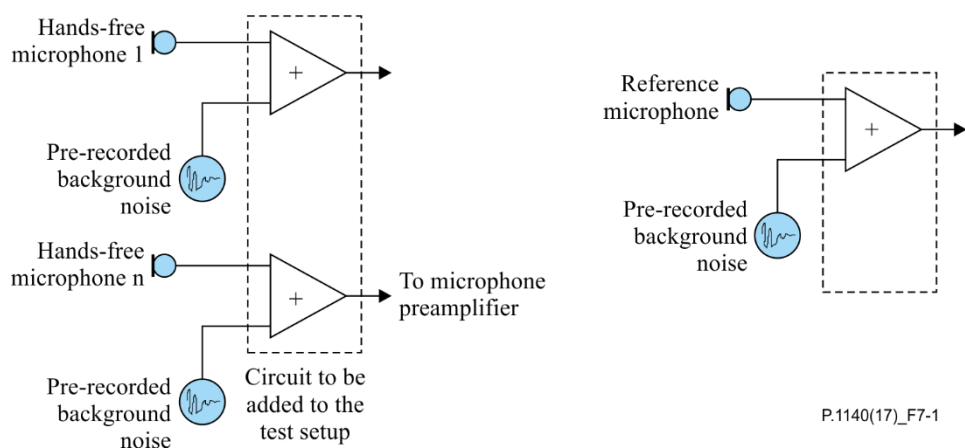 Hands-free
microphone 1
+
Pre-recorded
background
noise
Hands-free
microphone n
+
To microphone
preamplifier
Pre-recorded
background
noise
Circuit to be
added to the
test setup
Reference
microphone
+
Pre-recorded
background
noise
P.1140(17)_F7-1